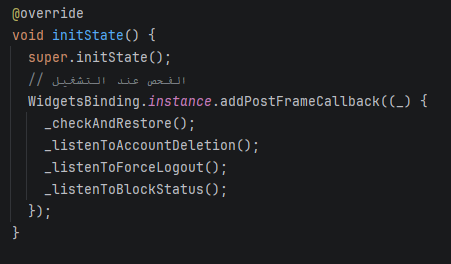 @override
void initState() {
super.initState();
// الفحص عند التشغيل
WidgetsBinding.instance.addPostFrameCallback((_) {
_checkAndRestore();
_listenToAccountDeletion();
_listenToForceLogout();
_listenToBlockStatus();
});
}